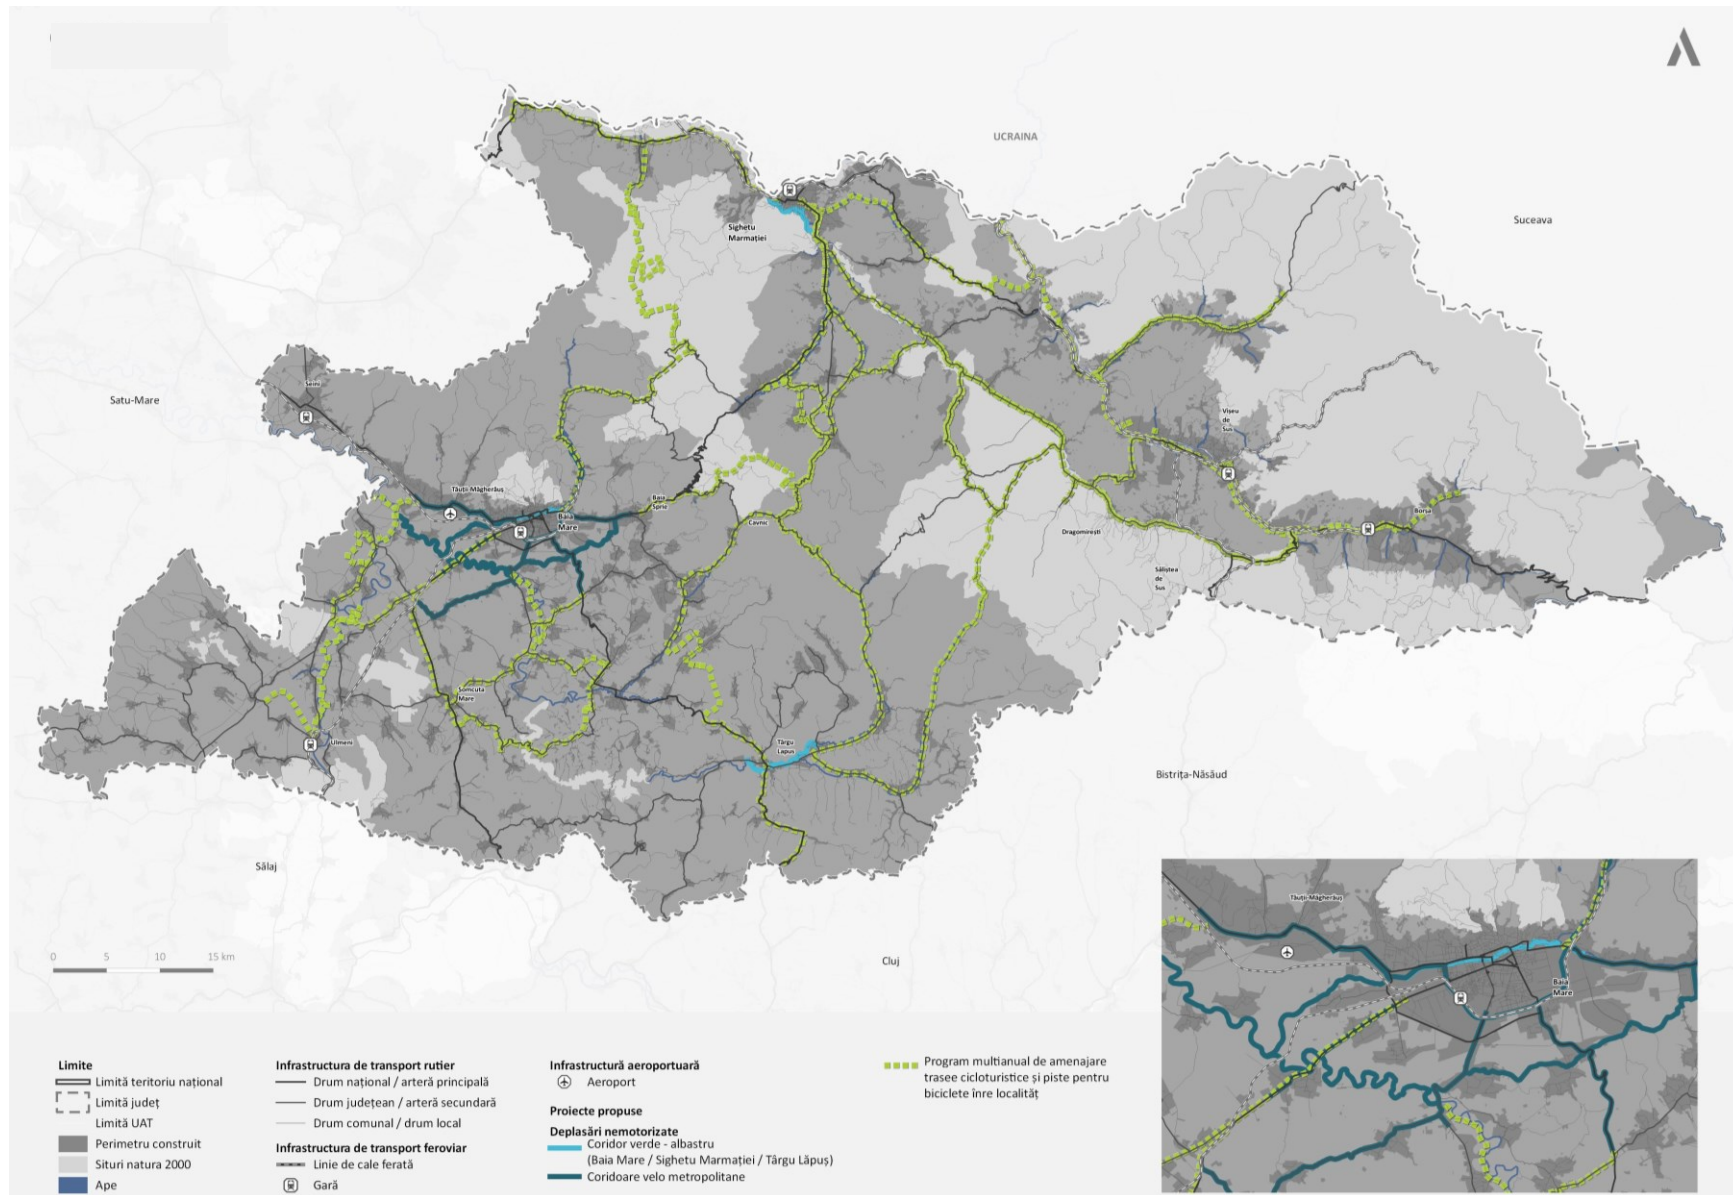 UCRAINA
Suceava
Sighetu
Marmației
Satu-Mare
Seini
Vișeu
de
Sus
Tăuții Măgherăuș
Baia
Sprie
Baia
Mare
Cavnic
Borșa
Dragomirești
Săliștea
de
Sus
Șomcuta
Mare
Ulmeni
Târgu
Lapuș
Bistrița-Năsăud
Sălaj
Cluj
0 5 10 15 km
Tăuții-Măgherăuș
Baia
Mare
Limite
Limită teritoriu național
Limită județ
Limită UAT
Perimetru construit
Situri natura 2000
Ape
Infrastructura de transport rutier
Drum național / arteră principală
Drum județean / arteră secundară
Drum comunal / drum local
Infrastructura de transport feroviar
Linie de cale ferată
Gară
Infrastructură aeroportuară
Aeroport
Proiecte propuse
Deplasări nemotorizate
Coridor verde - albastru
(Baia Mare / Sighetu Marmației / Târgu Lăpuș)
Coridoare velo metropolitane
Program multianual de amenajare
trasee cicloturistice și piste pentru
biciclete înre localităț